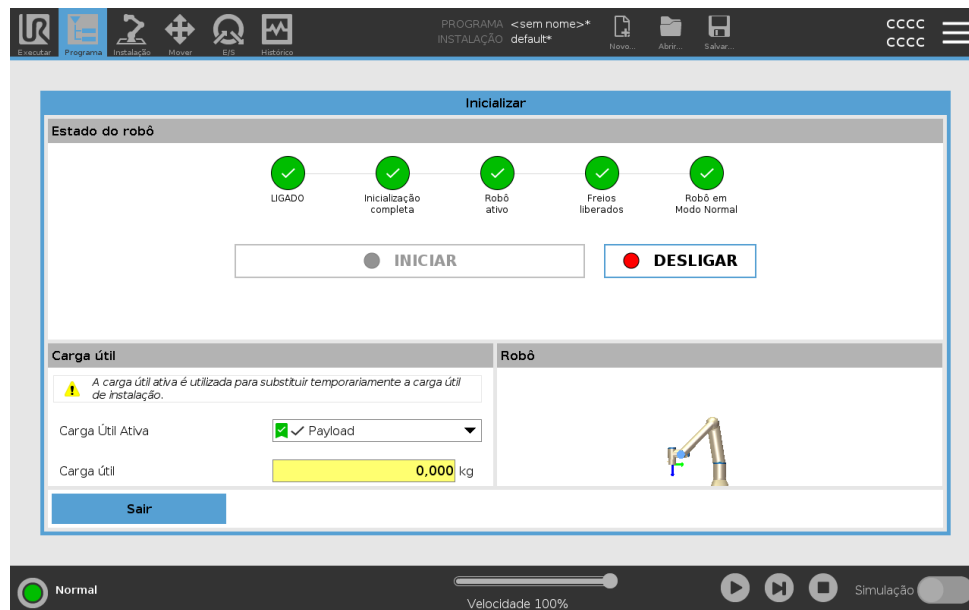 UR
PROGRAMA <sem nome>*
INSTALAÇÃO default*
CCCC
CCCC
Executar Programa Instalação Mover E/S Histórico Novo... Abrir... Salvar...
Inicializar
Estado do robô
LIGADO
Inicialização
completa
Robô
ativo
Freios
liberados
Robô em
Modo Normal
INICIAR
DESLIGAR
Carga útil
A carga útil ativa é utilizada para substituir temporariamente a carga útil
de instalação.
Carga Útil Ativa Payload
Carga útil 0,000 kg
Robô
Sair
Normal
Velocidade 100%
Simulação